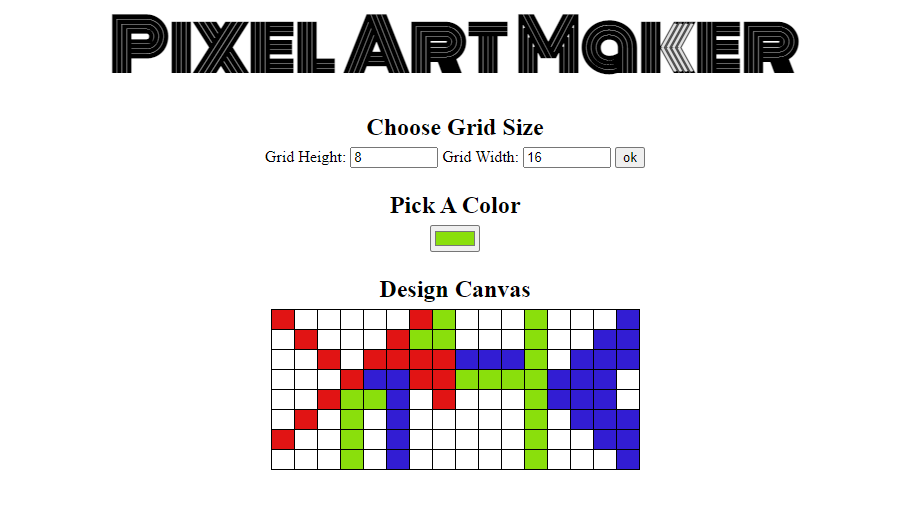 Pixel Art Maker
Choose Grid Size
Grid Height: 8 Grid Width: 16 ok
Pick A Color
Design Canvas